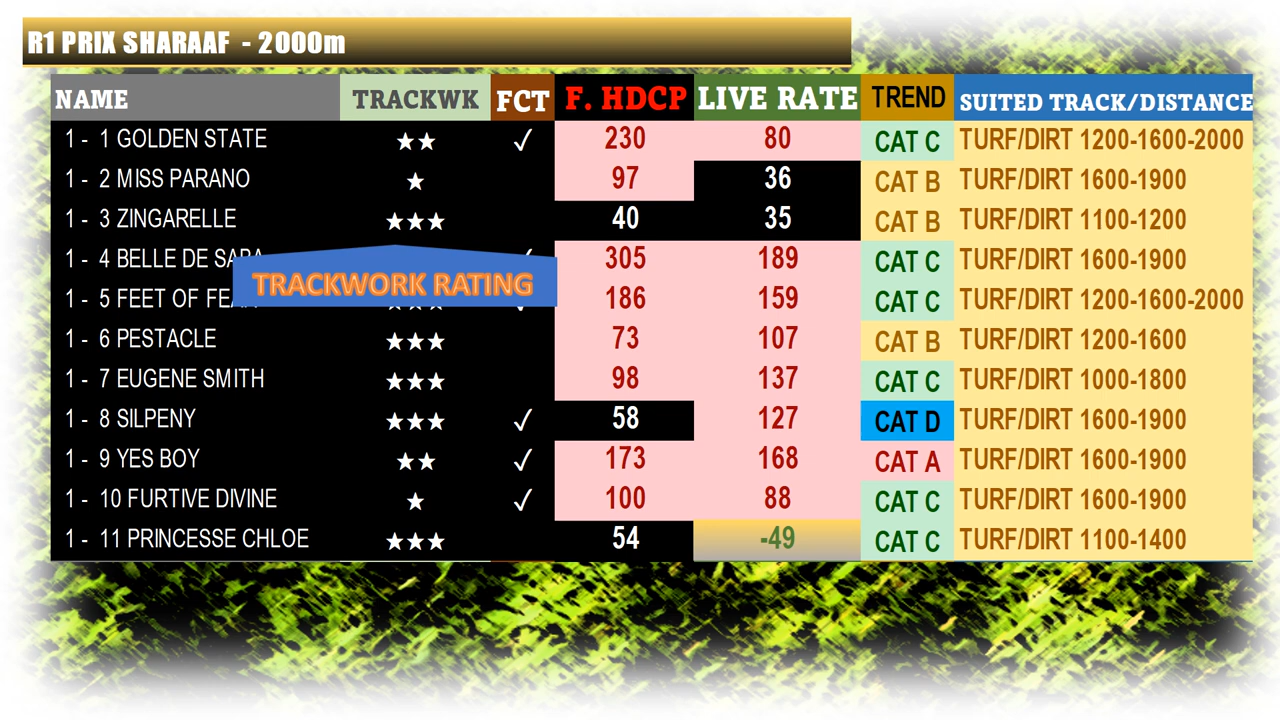 R1 PRIX SHARAAF - 2000m
NAME TRACKWK FCT F. HDCP LIVE RATE TREND SUITED TRACK/DISTANCE
1 - 1 GOLDEN STATE ★★ ✓ 230 80 CAT C TURF/DIRT 1200-1600-2000
1 - 2 MISS PARANO ★ 97 36 CAT B TURF/DIRT 1600-1900
1 - 3 ZINGARELLE ★★★ 40 35 CAT B TURF/DIRT 1100-1200
1 - 4 BELLE DE 305 189 CAT C TURF/DIRT 1600-1900
TRACKWORK RATING
1 - 5 FEET OF 186 159 CAT C TURF/DIRT 1200-1600-2000
1 - 6 PESTACLE ★★★ 73 107 CAT B TURF/DIRT 1200-1600
1 - 7 EUGENE SMITH ★★★ 98 137 CAT C TURF/DIRT 1000-1800
1 - 8 SILPENY ★★★ ✓ 58 127 CAT D TURF/DIRT 1600-1900
1 - 9 YES BOY ★★ ✓ 173 168 CAT A TURF/DIRT 1600-1900
1 - 10 FURTIVE DIVINE ★ ✓ 100 88 CAT C TURF/DIRT 1600-1900
1 - 11 PRINCESSE CHLOE ★★★ 54 -49 CAT C TURF/DIRT 1100-1400